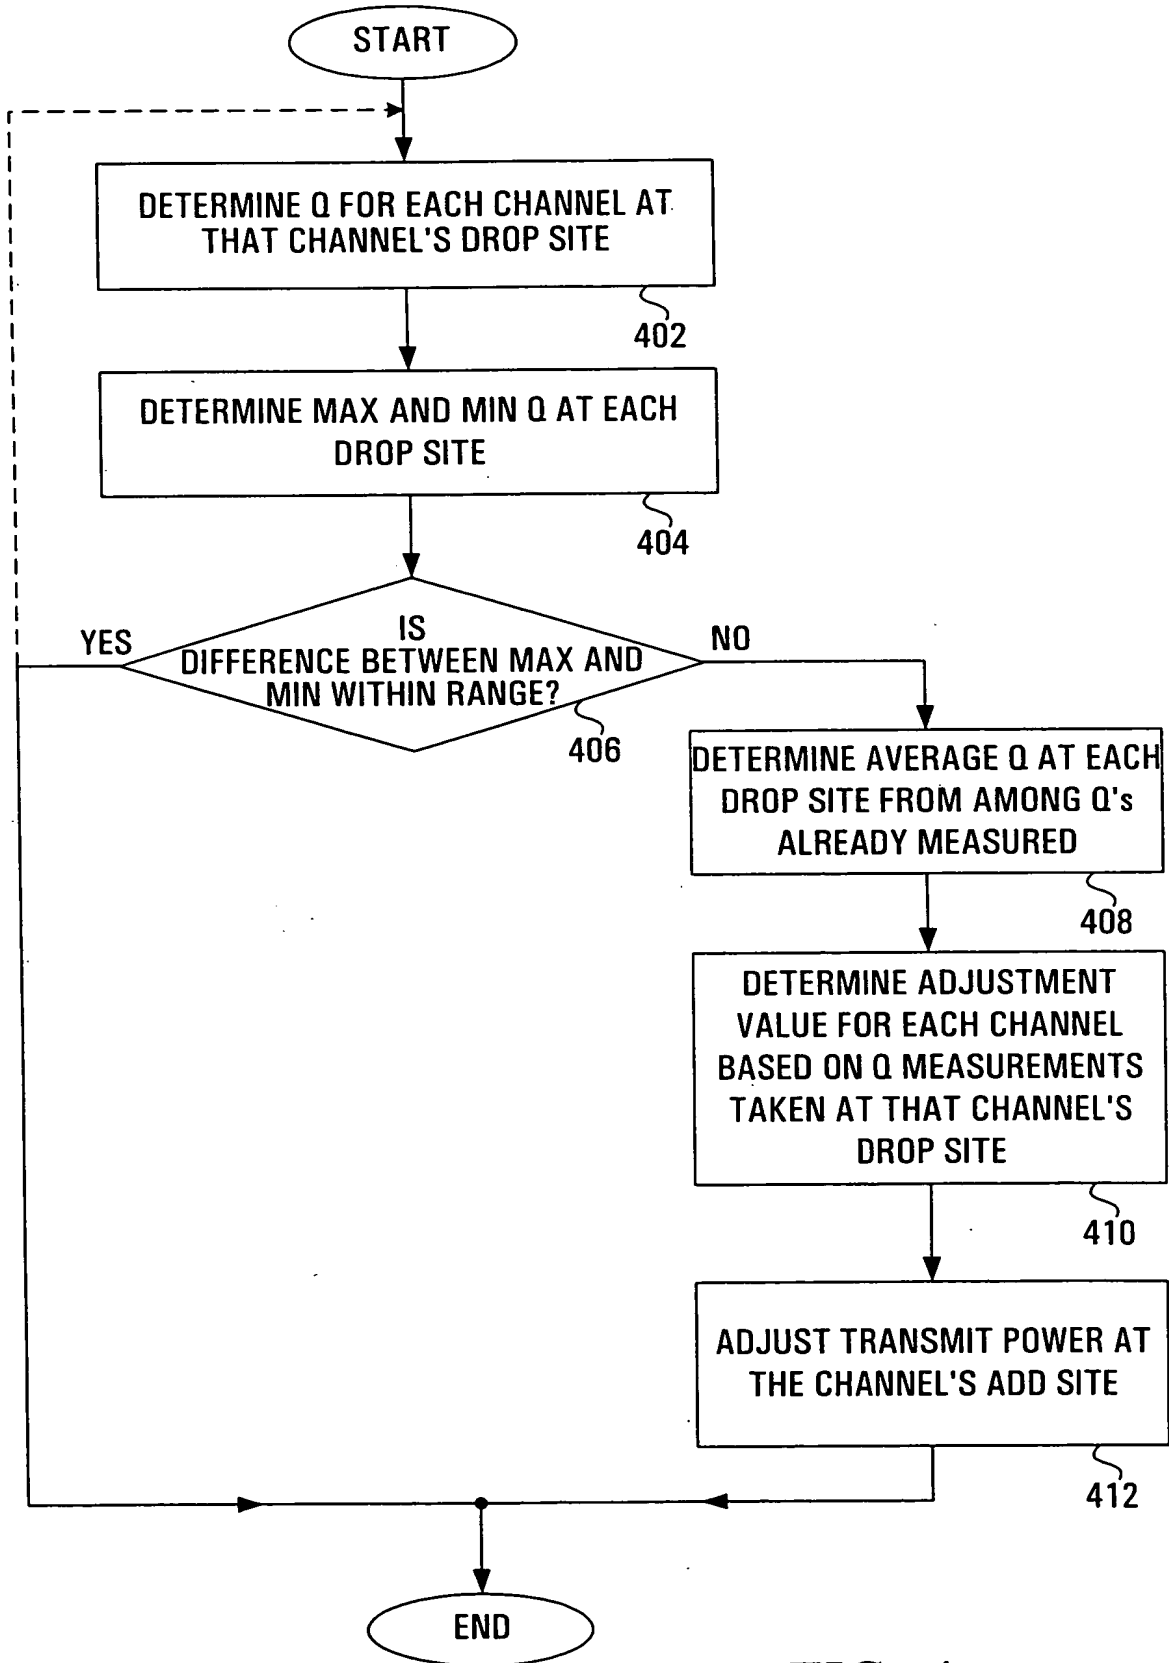 START
DETERMINE Q FOR EACH CHANNEL AT
THAT CHANNEL'S DROP SITE
402
DETERMINE MAX AND MIN Q AT EACH
DROP SITE
404
YES
IS
DIFFERENCE BETWEEN MAX AND
MIN WITHIN RANGE?
406
NO
DETERMINE AVERAGE Q AT EACH
DROP SITE FROM AMONG Q's
ALREADY MEASURED
408
DETERMINE ADJUSTMENT
VALUE FOR EACH CHANNEL
BASED ON Q MEASUREMENTS
TAKEN AT THAT CHANNEL'S
DROP SITE
410
ADJUST TRANSMIT POWER AT
THE CHANNEL'S ADD SITE
412
END